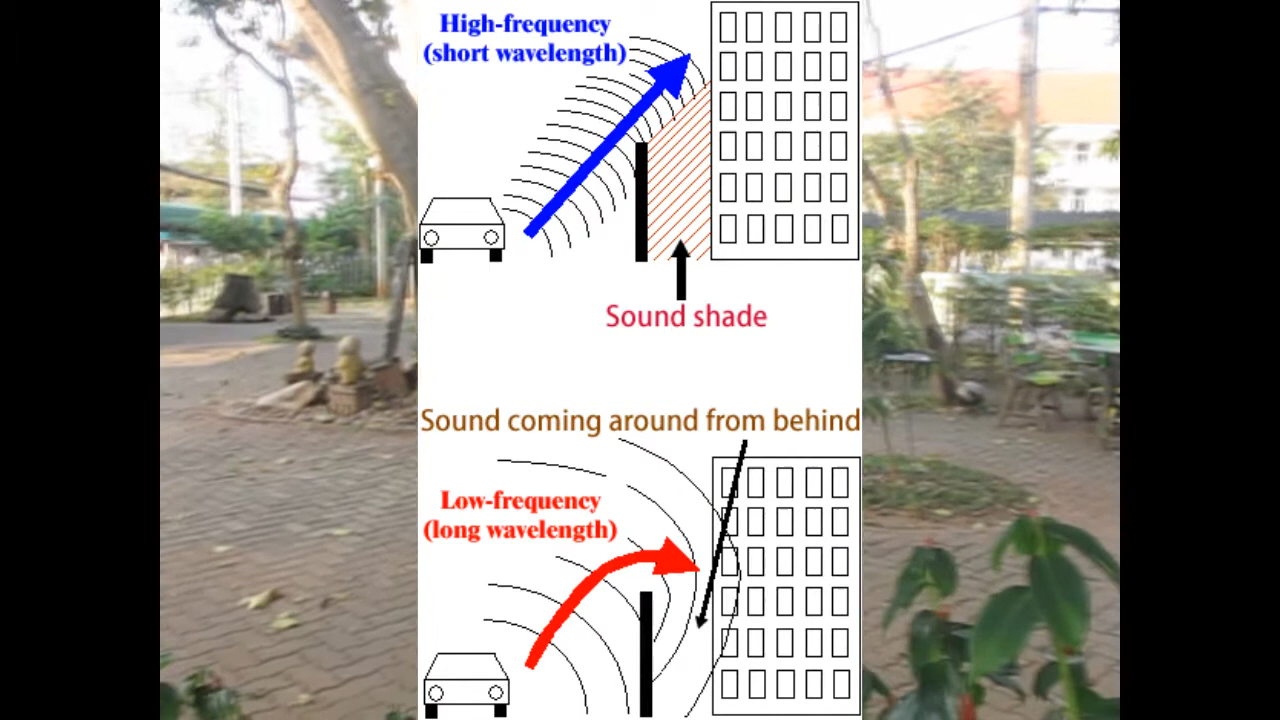 High-frequency
(short wavelength)
Sound shade
Sound coming around from behind
Low-frequency
(long wavelength)